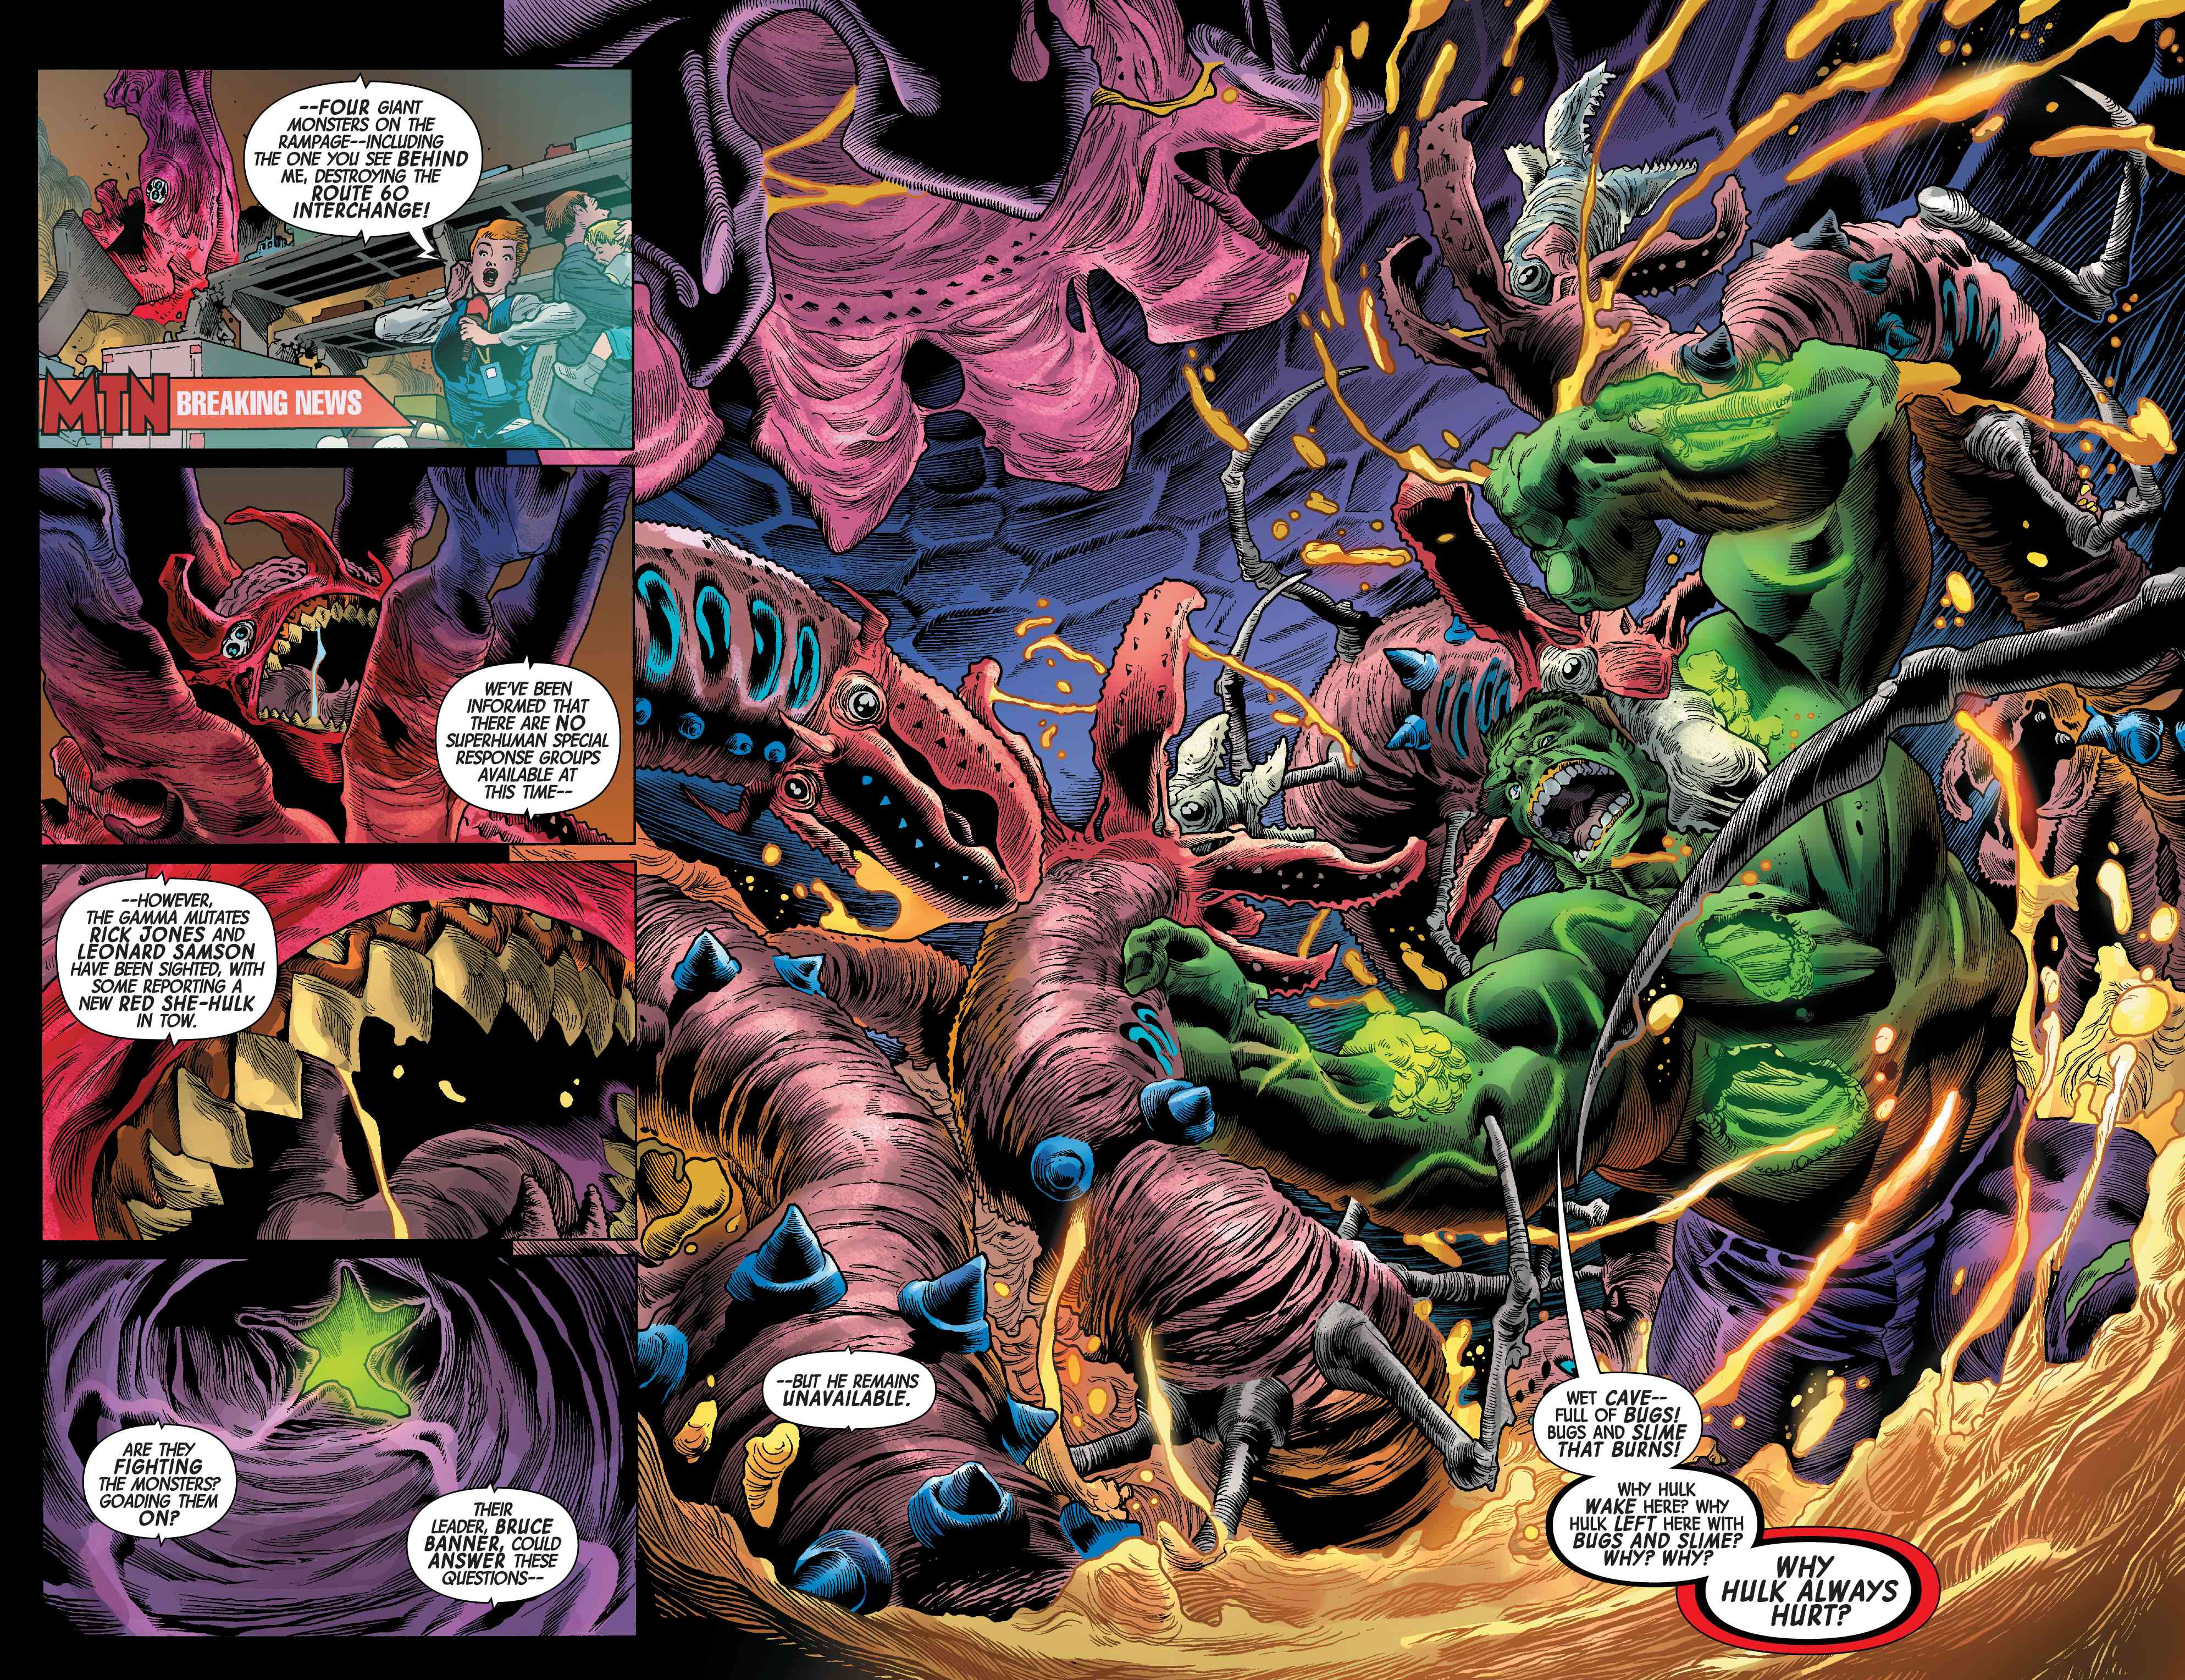 --FOUR GIANT
MONSTERS ON THE
RAMPAGE--INCLUDING
THE ONE YOU SEE BEHIND
ME, DESTROYING THE
ROUTE 60
INTERCHANGE!
MTN BREAKING NEWS
WE'VE BEEN
INFORMED THAT
THERE ARE NO
SUPERHUMAN SPECIAL
RESPONSE GROUPS
AVAILABLE AT
THIS TIME--
--HOWEVER,
THE GAMMA MUTATES
RICK JONES AND
LEONARD SAMSON
HAVE BEEN SIGHTED, WITH
SOME REPORTING A
NEW RED SHE-HULK
IN TOW.
ARE THEY
FIGHTING
THE MONSTERS?
GOADING THEM
ON?
THEIR
LEADER, BRUCE
BANNER, COULD
ANSWER THESE
QUESTIONS--
--BUT HE REMAINS
UNAVAILABLE.
WET CAVE--
FULL OF BUGS!
BUGS AND SLIME
THAT BURNS!
WHY HULK
WAKE HERE? WHY
HULK LEFT HERE WITH
BUGS AND SLIME?
WHY? WHY?
WHY
HULK ALWAYS
HURT?